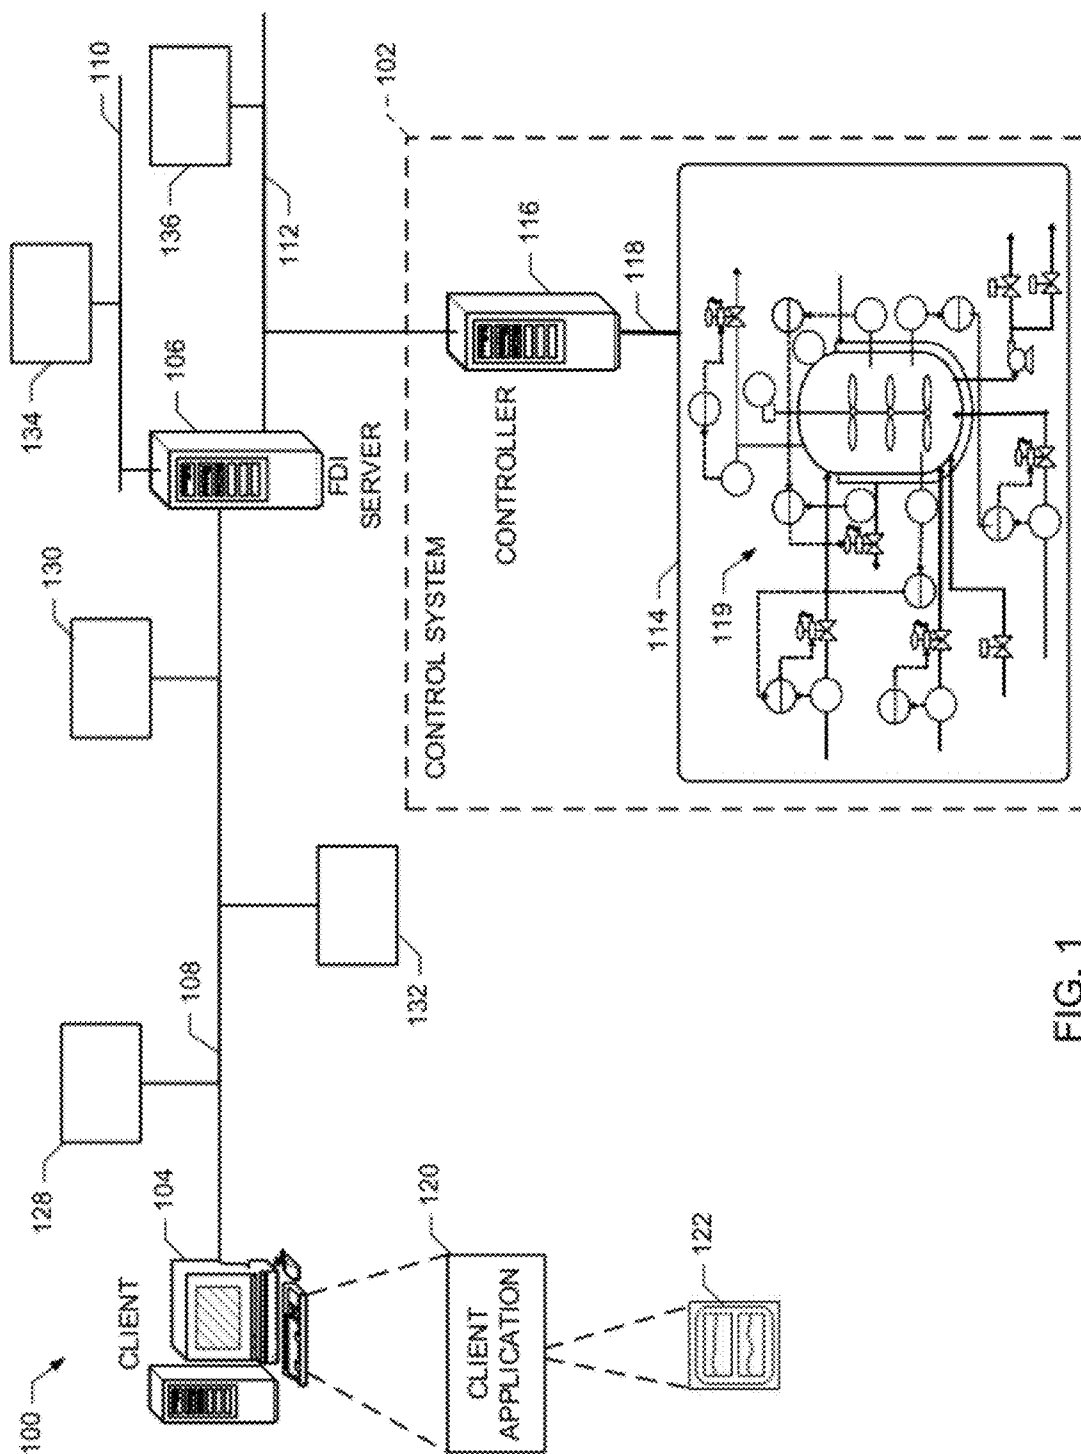 100
CLIENT
104
128
108
132
130
134
106
110
FDI
SERVER
136
112
102
CONTROL SYSTEM
CONTROLLER
116
118
114
119
120
CLIENT
APPLICATION
122
FIG. 1